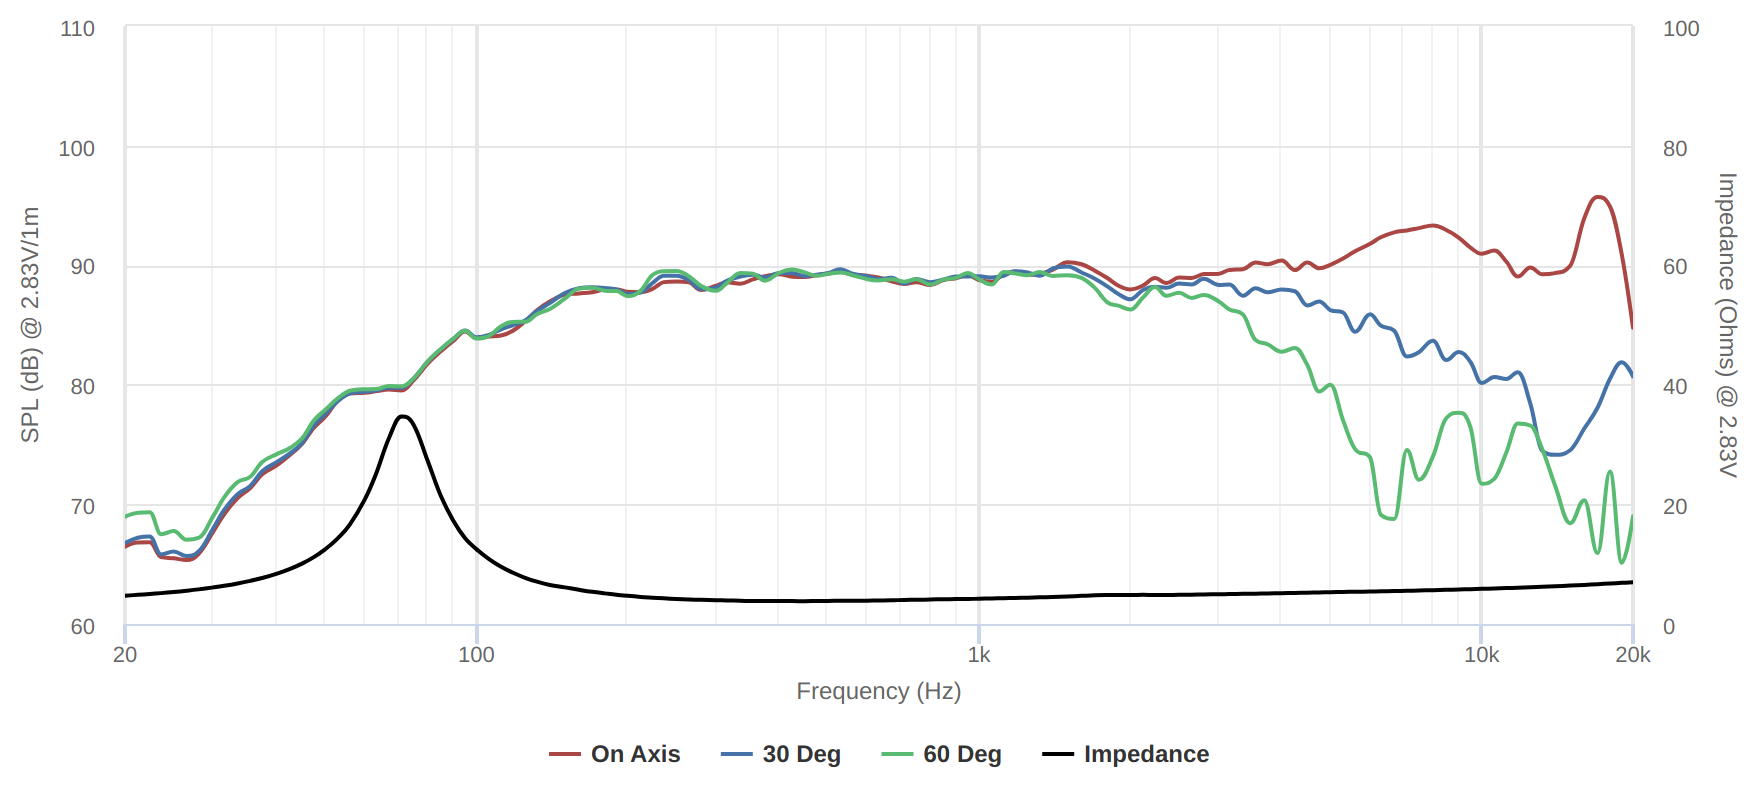 110
100
90
80
70
60
SPL (dB) @ 2.83V/1m
100
80
60
40
20
0
Impedance (Ohms) @ 2.83V
20
100
1k
10k
20k
Frequency (Hz)
On Axis
30 Deg
60 Deg
Impedance